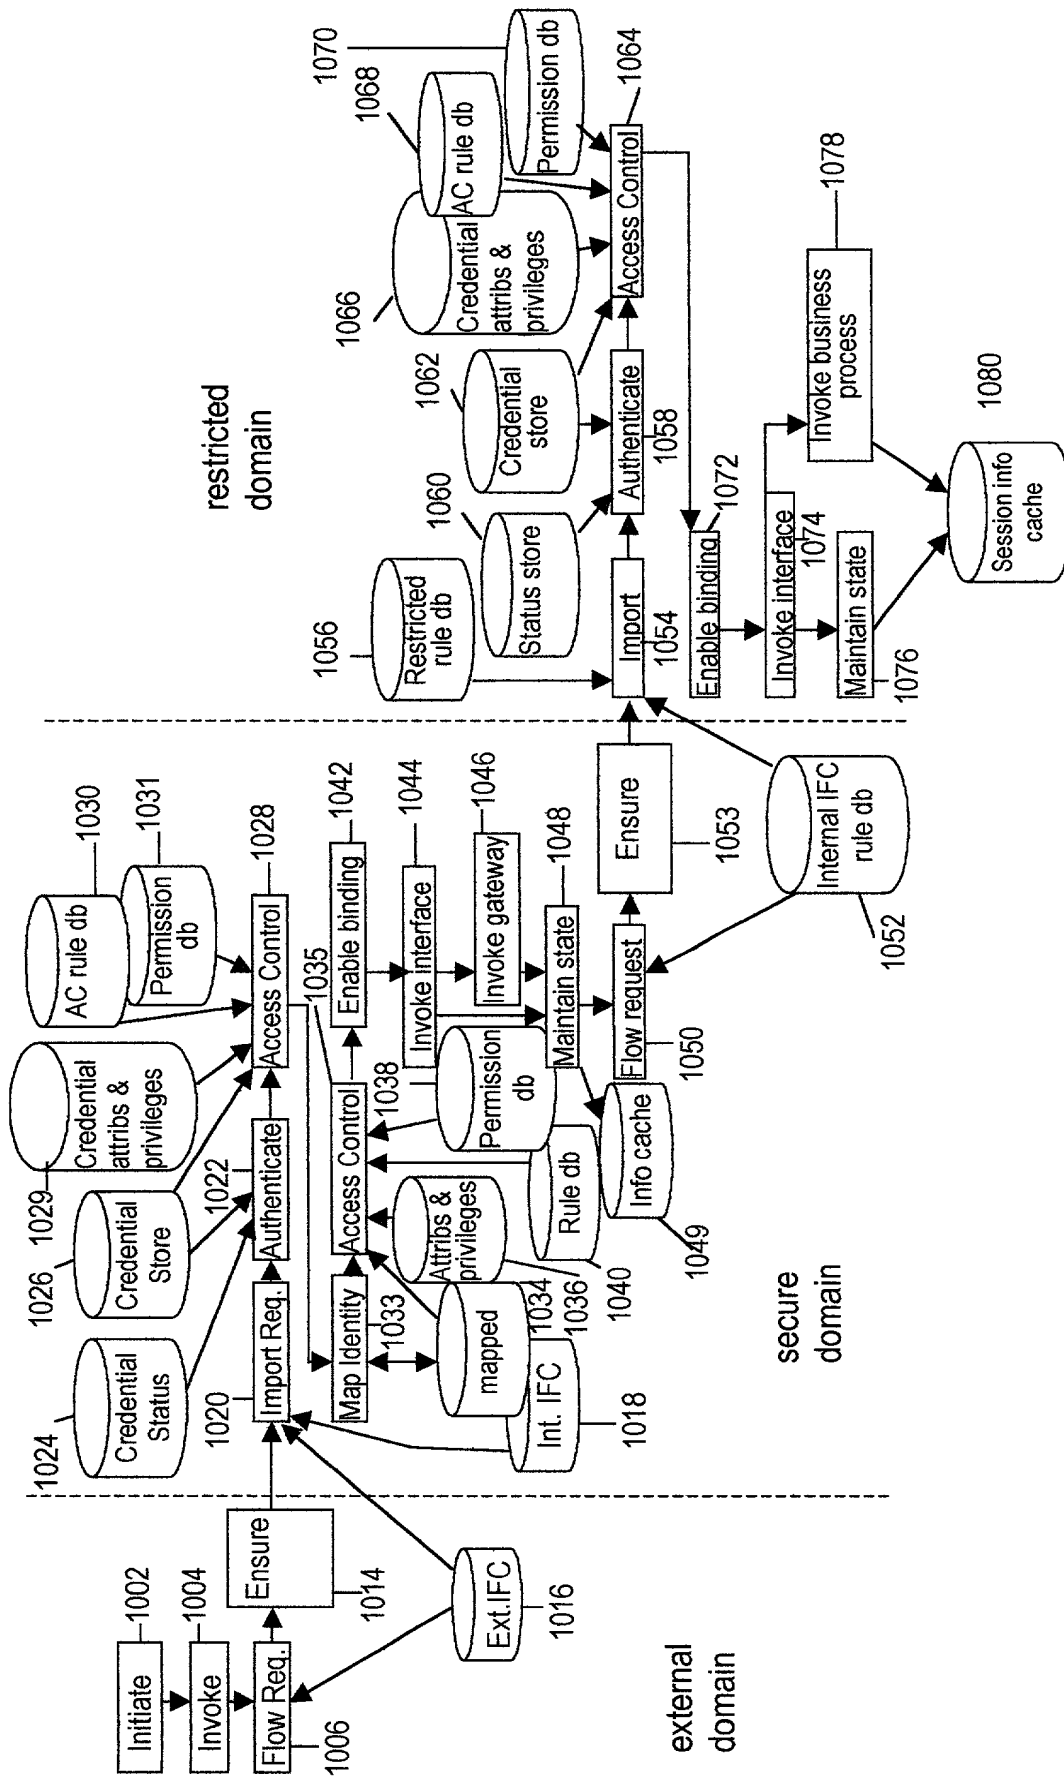 external
domain
Initiate
1002
Invoke
1004
Flow Req.
1006
Ensure
1014
Ext.IFC
1016
secure
domain
1024
Credential
Status
1026
Credential
Store
1029
Credential
attribs &
privileges
AC rule db
1030
Permission
db
1031
1020
Import Req.
1022
Authenticate
Access Control
1028
Map Identity
1033
Access Control
1035
Enable binding
1042
mapped
1034
Int. IFC
1018
Attribs &
privileges
1036
Rule db
1040
Permission
db
1038
Invoke interface
1044
Invoke gateway
1046
Maintain state
1048
Info cache
1049
Flow request
1050
Ensure
1053
Internal IFC
rule db
1052
restricted
domain
1056
Restricted
rule db
1060
Status store
1062
Credential
store
1066
Credential
attribs &
privileges
1068
AC rule db
1070
Permission db
Import
1054
Authenticate
1058
Access Control
1064
Enable binding
1072
Invoke interface
1074
Maintain state
1076
Invoke business
process
1078
Session info
cache
1080